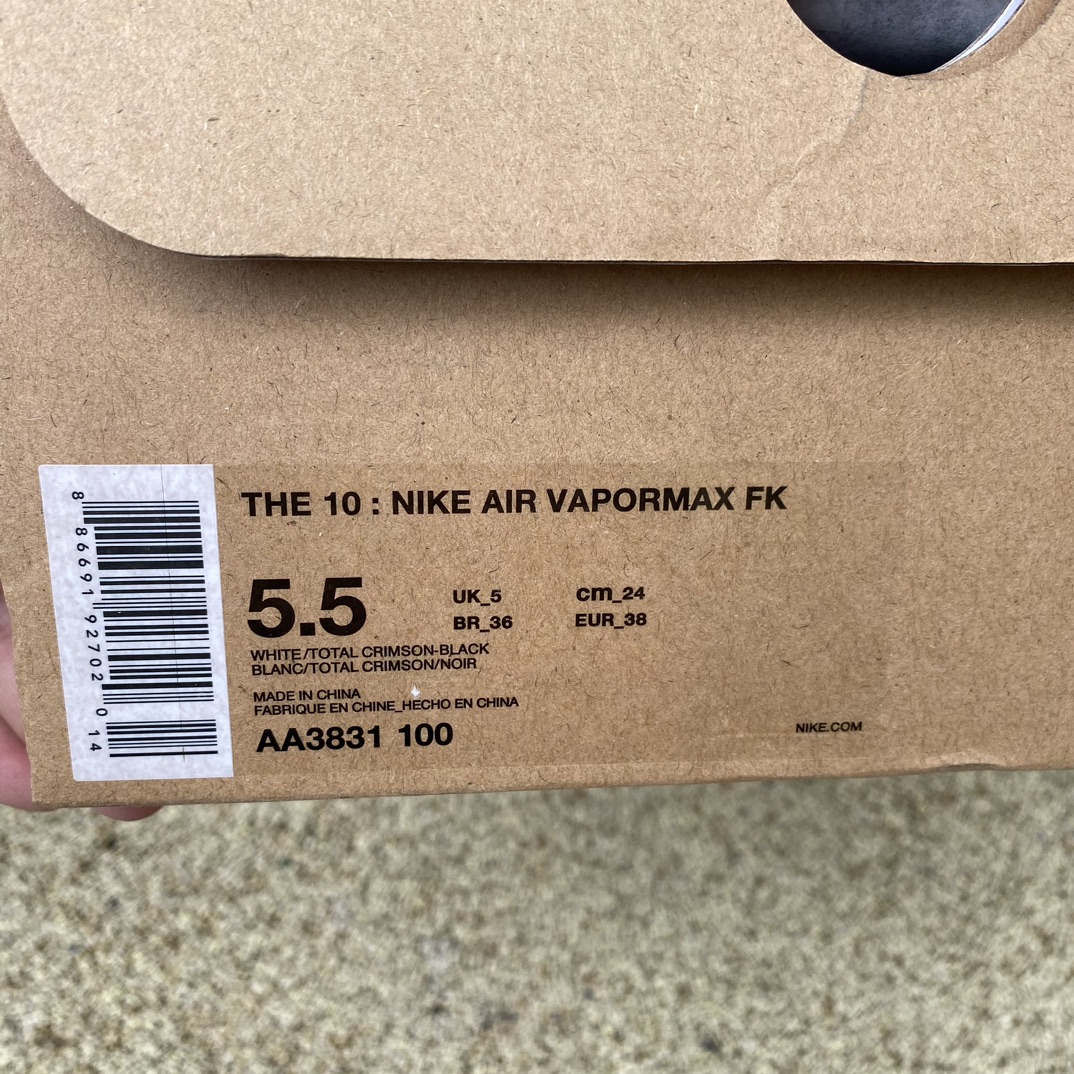 THE 10 : NIKE AIR VAPORMAX FK
5.5
UK_5 cm_24
BR_36 EUR_38
WHITE/TOTAL CRIMSON-BLACK
BLANC/TOTAL CRIMSON/NOIR
MADE IN CHINA
FABRIQUE EN CHINE_HECHO EN CHINA
AA3831 100
NIKE.COM
8 86691 92702 0 14